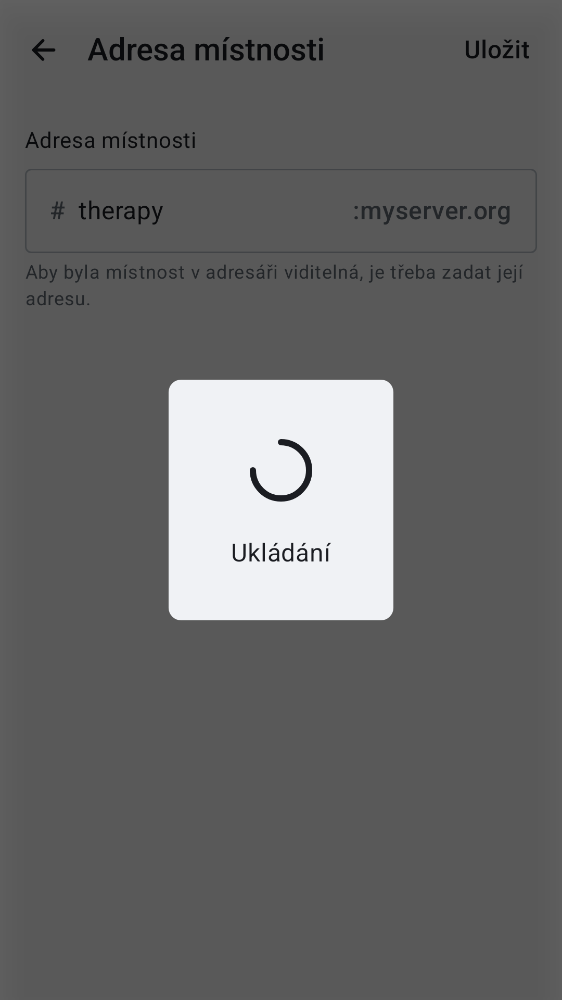 Adresa místnosti
Uložit
Adresa místnosti
# therapy :myserver.org
Aby byla místnost v adresáři viditelná, je třeba zadat její
adresu.
Ukládání